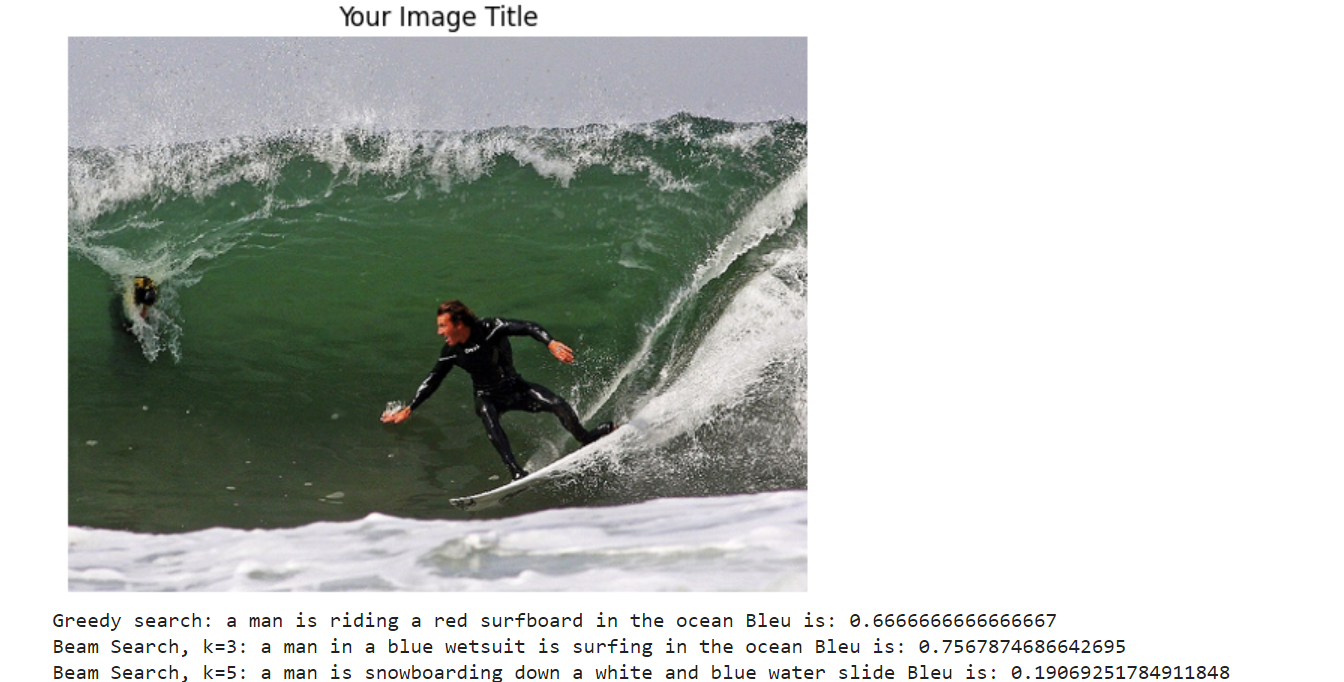 Your Image Title
Greedy search: a man is riding a red surfboard in the ocean Bleu is: 0.6666666666666667
Beam Search, k=3: a man in a blue wetsuit is surfing in the ocean Bleu is: 0.7567874686642695
Beam Search, k=5: a man is snowboarding down a white and blue water slide Bleu is: 0.19069251784911848